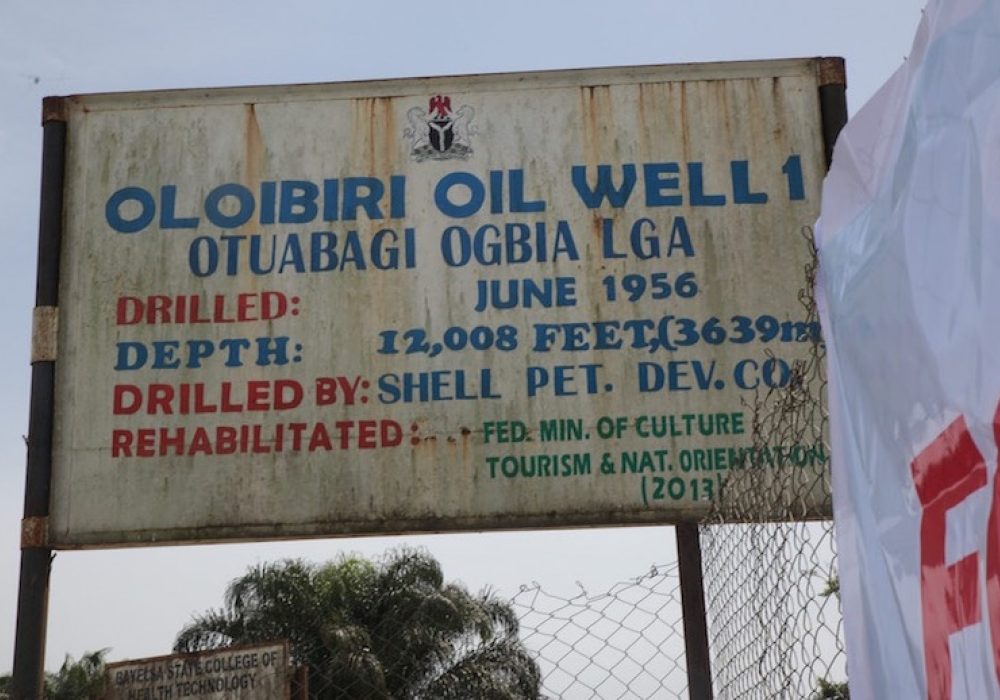 OLOIBIRI OIL WELL 1
OTUABAGI OGBIA LGA
DRILLED: JUNE 1956
DEPTH: 12,008 FEET,(3639m
DRILLED BY: SHELL PET. DEV. CO
REHABILITATED: FED. MIN. OF CULTURE
TOURISM & NAT. ORIENTATION
(2013)
BAYELSA STATE COLLEGE OF
HEALTH TECHNOLOGY